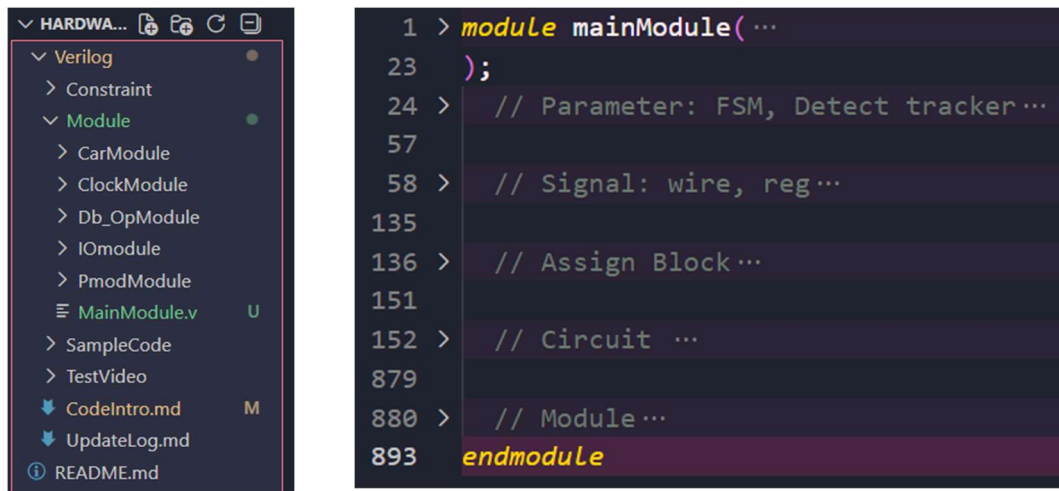 HARDWA...
Verilog
Constraint
Module
CarModule
ClockModule
Db_OpModule
IOmodule
PmodModule
MainModule.v U
SampleCode
TestVideo
CodeIntro.md M
UpdateLog.md
README.md
1 > module mainModule( ⋯
23 );
24 > // Parameter: FSM, Detect tracker ⋯
57
58 > // Signal: wire, reg ⋯
135
136 > // Assign Block ⋯
151
152 > // Circuit ⋯
879
880 > // Module ⋯
893 endmodule